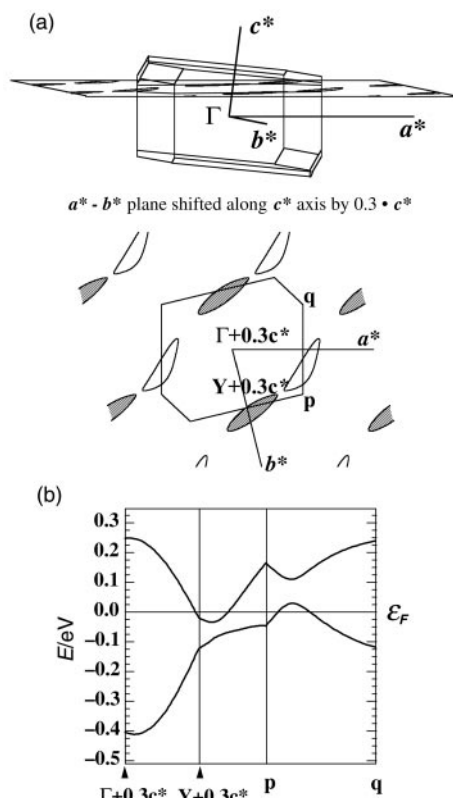 (a)
c*
Γ
b*
a*
a* - b* plane shifted along c* axis by 0.3 • c*
q
Γ+0.3c*
a*
Y+0.3c*
p
b*
(b)
0.3
0.2
0.1
0.0
−0.1
−0.2
−0.3
−0.4
−0.5
E/eV
εF
Γ+0.3c* Y+0.3c* p q